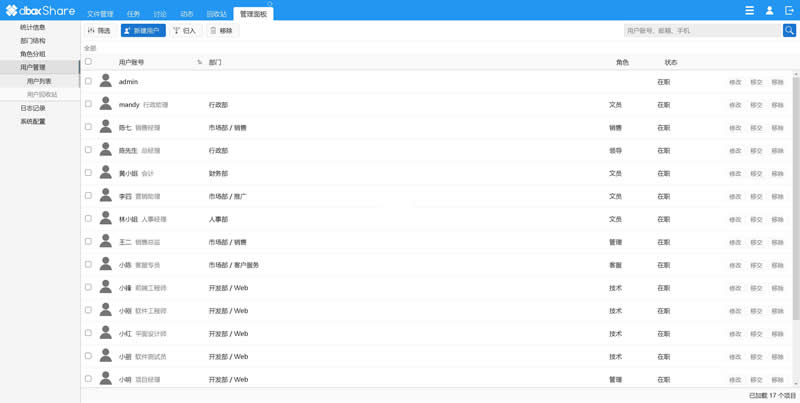 dboxShare 文件管理 任务 讨论 动态 回收站 管理面板
统计信息
部门结构
角色分组
用户管理
用户列表
用户回收站
日志记录
系统配置
筛选 新建用户 归入 移除 用户账号、邮箱、手机
全部
用户账号 部门 角色 状态
admin 在职 修改 移交 移除
mandy 行政助理 行政部 文员 在职 修改 移交 移除
陈七 销售经理 市场部 / 销售 销售 在职 修改 移交 移除
陈先生 总经理 行政部 领导 在职 修改 移交 移除
黄小姐 会计 财务部 文员 在职 修改 移交 移除
李四 营销助理 市场部 / 推广 文员 在职 修改 移交 移除
林小姐 人事经理 人事部 文员 在职 修改 移交 移除
王二 销售总监 市场部 / 销售 管理 在职 修改 移交 移除
小陈 客服专员 市场部 / 客户服务 客服 在职 修改 移交 移除
小锋 前端工程师 开发部 / Web 技术 在职 修改 移交 移除
小刚 软件工程师 开发部 / Web 技术 在职 修改 移交 移除
小红 平面设计师 开发部 / Web 技术 在职 修改 移交 移除
小丽 软件测试员 开发部 / Web 技术 在职 修改 移交 移除
小明 项目经理 开发部 / Web 管理 在职 修改 移交 移除
已加载 17 个项目